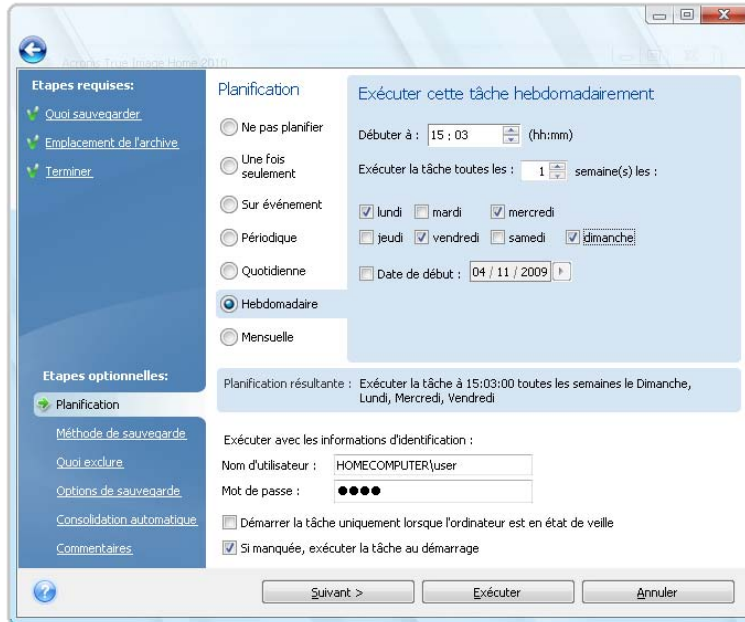 Acronis True Image Home 2010
Etapes requises:
Quoi sauvegarder
Emplacement de l'archive
Terminer
Planification
Ne pas planifier
Une fois
seulement
Sur événement
Périodique
Quotidienne
Hebdomadaire
Mensuelle
Exécuter cette tâche hebdomadairement
Débuter à : 15 : 03 (hh:mm)
Exécuter la tâche toutes les : 1 semaine(s) les :
lundi mardi mercredi
jeudi vendredi samedi dimanche
Date de début : 04 / 11 / 2009
Planification résultante : Exécuter la tâche à 15:03:00 toutes les semaines le Dimanche,
Lundi, Mercredi, Vendredi
Etapes optionnelles:
Planification
Méthode de sauvegarde
Quoi exclure
Options de sauvegarde
Consolidation automatique
Commentaires
Exécuter avec les informations d'identification :
Nom d'utilisateur : HOMECOMPUTER\user
Mot de passe : ●●●●
Démarrer la tâche uniquement lorsque l'ordinateur est en état de veille
Si manquée, exécuter la tâche au démarrage
Suivant > Exécuter Annuler